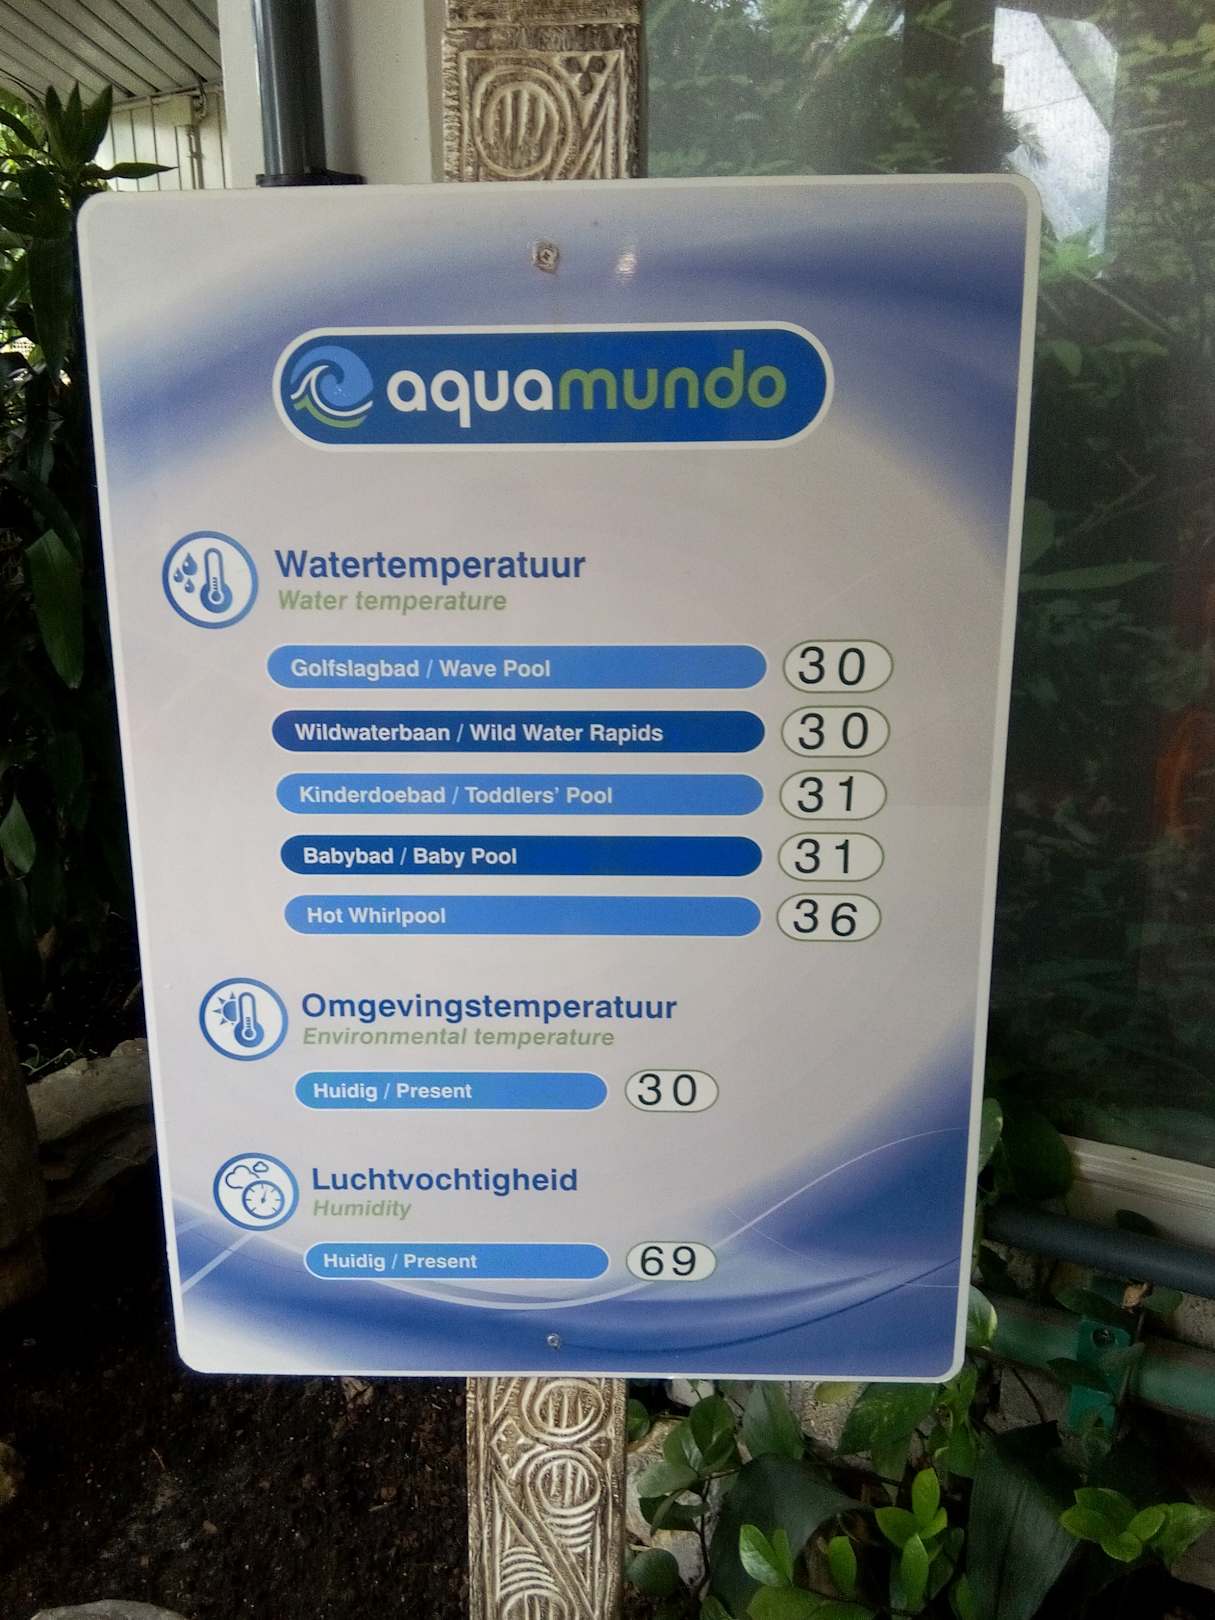 aquamundo
Watertemperatuur
Water temperature
Golfslagbad / Wave Pool 30
Wildwaterbaan / Wild Water Rapids 30
Kinderdoebad / Toddlers' Pool 31
Babybad / Baby Pool 31
Hot Whirlpool 36
Omgevingstemperatuur
Environmental temperature
Huidig / Present 30
Luchtvochtigheid
Humidity
Huidig / Present 69